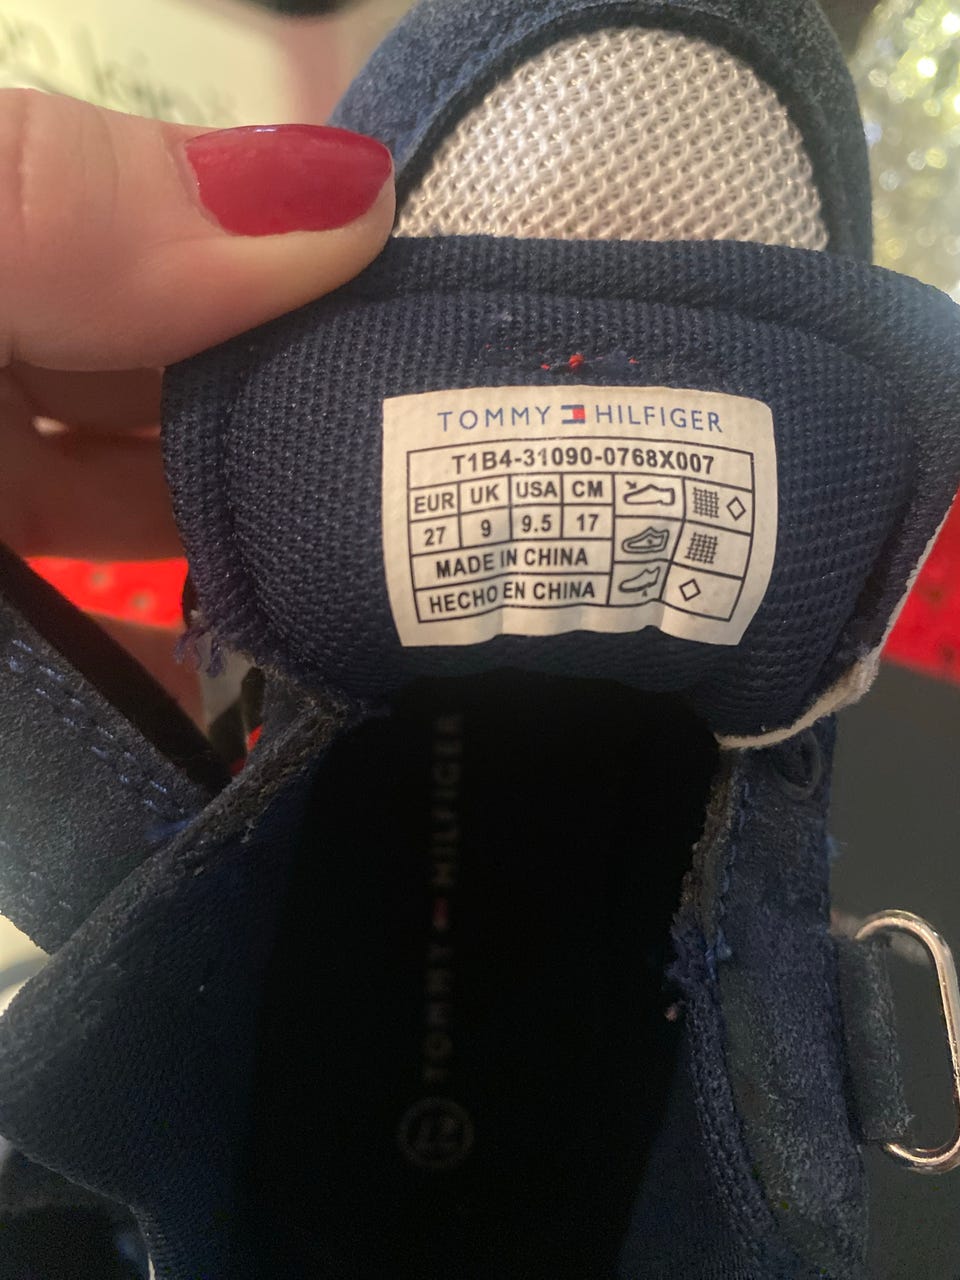 TOMMY HILFIGER
T1B4-31090-0768X007
EUR UK USA CM
27 9 9.5 17
MADE IN CHINA
HECHO EN CHINA
TOMMY HILFIGER
27